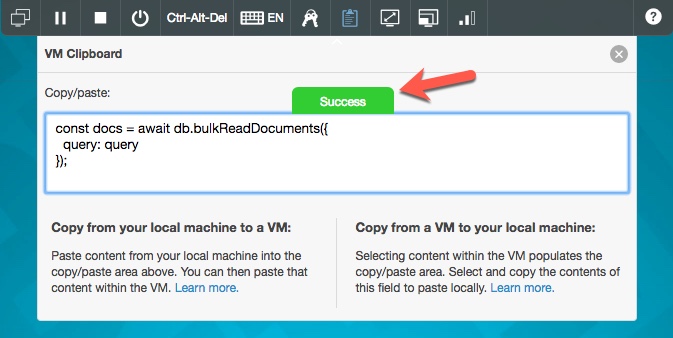 Ctrl-Alt-Del EN ?
VM Clipboard
Copy/paste:
Success
const docs = await db.bulkReadDocuments({
  query: query
});
Copy from your local machine to a VM:
Paste content from your local machine into the
copy/paste area above. You can then paste that
content within the VM. Learn more.
Copy from a VM to your local machine:
Selecting content within the VM populates the
copy/paste area. Select and copy the contents of
this field to paste locally. Learn more.